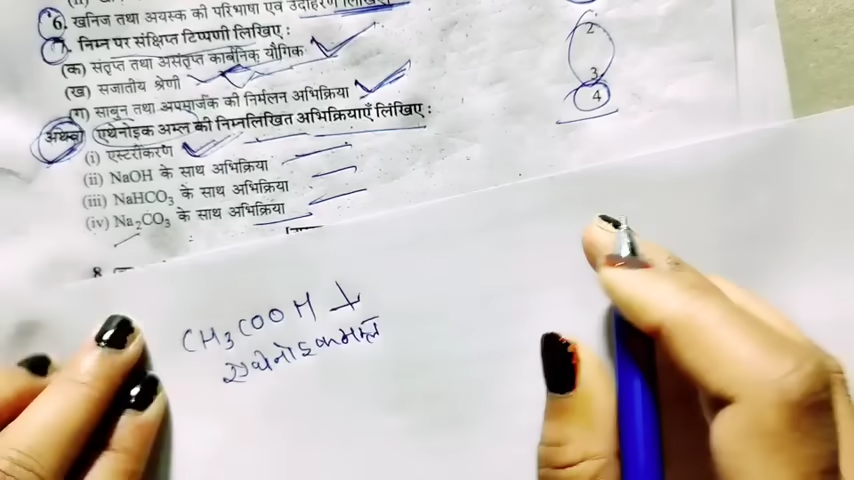 6. खनिज तथा अयस्क की परिभाषा एवं उदाहरण लिखिए
7. निम्न पर संक्षिप्त टिप्पणी लिखिए :
(क) संतृप्त तथा असंतृप्त कार्बनिक यौगिक
2
(ख) सजातीय श्रेणी
3
(ग) साबुन तथा अपमार्जक की निर्मलन अभिक्रिया
4
अथवा एथेनोइक अम्ल की निम्नलिखित अभिक्रियाएँ लिखिए :
(i) एस्टरीकरण
(ii) NaOH के साथ अभिक्रिया
(iii) NaHCO₃ के साथ अभिक्रिया
(iv) Na₂CO₃ के साथ अभिक्रिया
8.
CH₃COOH +
एथेनोइक अम्ल